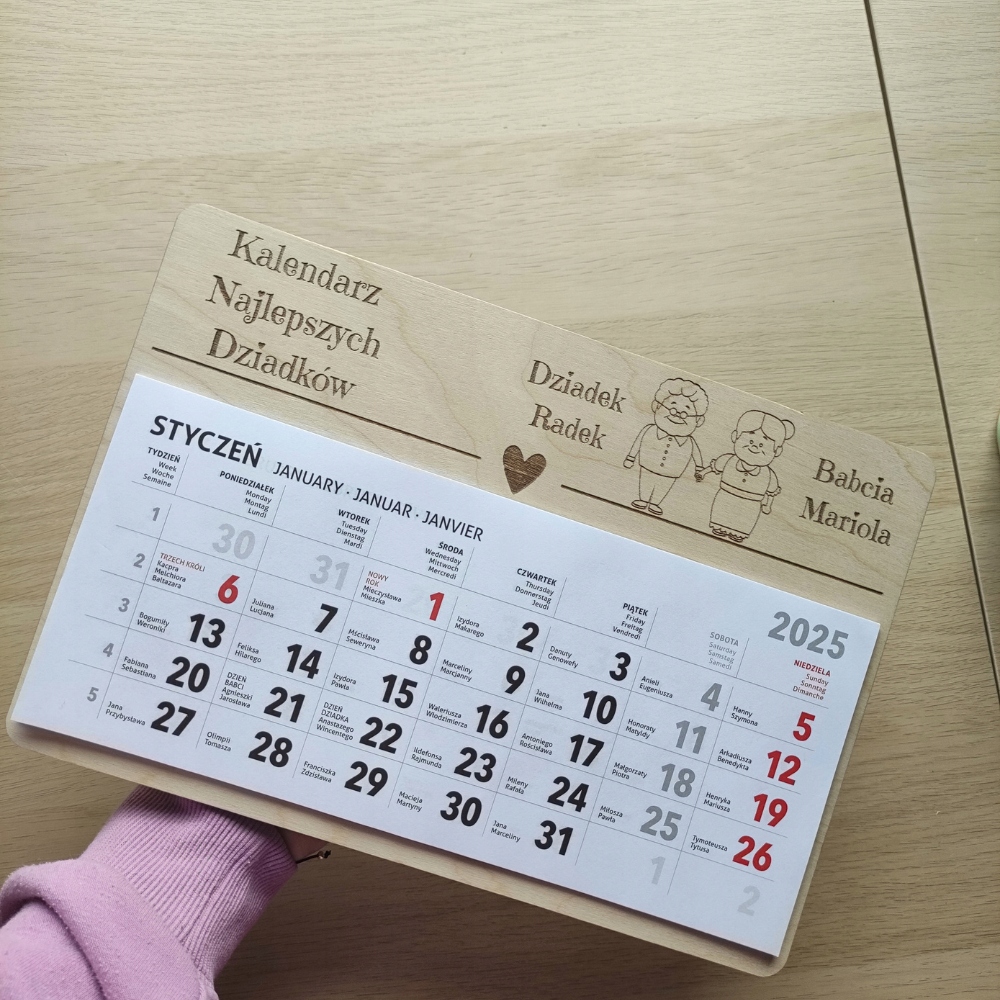 Kalendarz
Najlepszych
Dziadków
Dziadek
Radek
Babcia
Mariola
STYCZEŃ JANUARY · JANUAR · JANVIER
2025
TYDZIEŃ
Week
Woche
Semaine
PONIEDZIAŁEK
Monday
Montag
Lundi
WTOREK
Tuesday
Dienstag
Mardi
ŚRODA
Wednesday
Mittwoch
Mercredi
CZWARTEK
Thursday
Donnerstag
Jeudi
PIĄTEK
Friday
Freitag
Vendredi
SOBOTA
Saturday
Samstag
Samedi
NIEDZIELA
Sunday
Sonntag
Dimanche
1
30
31
NOWY
ROK
Mieczysława
Mieszka
1
Izydora
Makarego
2
Danuty
Genowefy
3
Anieli
Eugeniusza
4
Hanny
Szymona
5
2
TRZECH KRÓLI
Kacpra
Melchiora
Baltazara
6
Juliana
Lucjana
7
Mścisława
Seweryna
8
Marceliny
Marcjanny
9
Jana
Wilhelma
10
Honoraty
Matyldy
11
Arkadiusza
Benedykta
12
3
Bogumiły
Weroniki
13
Feliksa
Hilarego
14
Izydora
Pawła
15
Waleriusza
Włodzimierza
16
Antoniego
Rościsława
17
Małgorzaty
Piotra
18
Henryka
Mariusza
19
4
Fabiana
Sebastiana
20
DZIEŃ
BABCI
Agnieszki
Jarosława
21
DZIEŃ
DZIADKA
Anastazego
Wincentego
22
Ildefonsa
Rajmunda
23
Mileny
Rafała
24
Miłosza
Pawła
25
Tymoteusza
Tytusa
26
5
Jana
Przybysława
27
Olimpii
Tomasza
28
Franciszka
Zdzisława
29
Macieja
Martyny
30
Jana
Marceliny
31
1
2